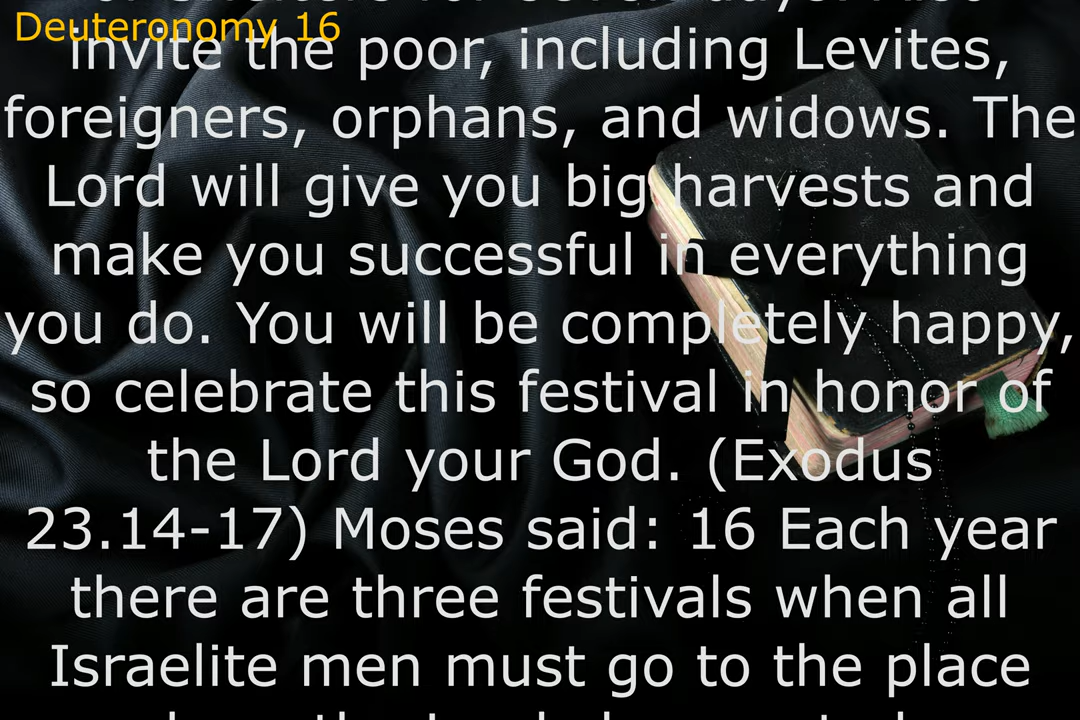 Deuteronomy 16
invite the poor, including Levites,
foreigners, orphans, and widows. The
Lord will give you big harvests and
make you successful in everything
you do. You will be completely happy,
so celebrate this festival in honor of
the Lord your God. (Exodus
23.14-17) Moses said: 16 Each year
there are three festivals when all
Israelite men must go to the place